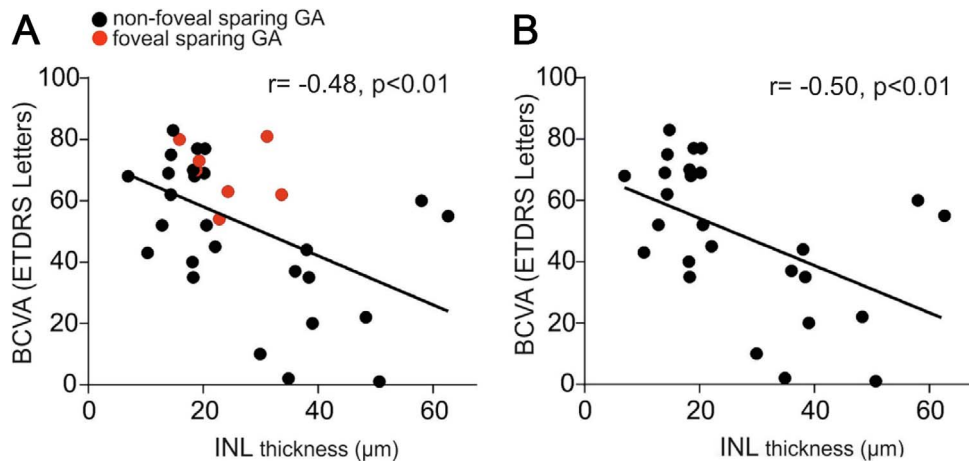 A
non-foveal sparing GA
foveal sparing GA
r= -0.48, p<0.01
BCVA (ETDRS Letters)
100
80
60
40
20
0
0 20 40 60
INL thickness (µm)
B
r= -0.50, p<0.01
BCVA (ETDRS Letters)
100
80
60
40
20
0
0 20 40 60
INL thickness (µm)